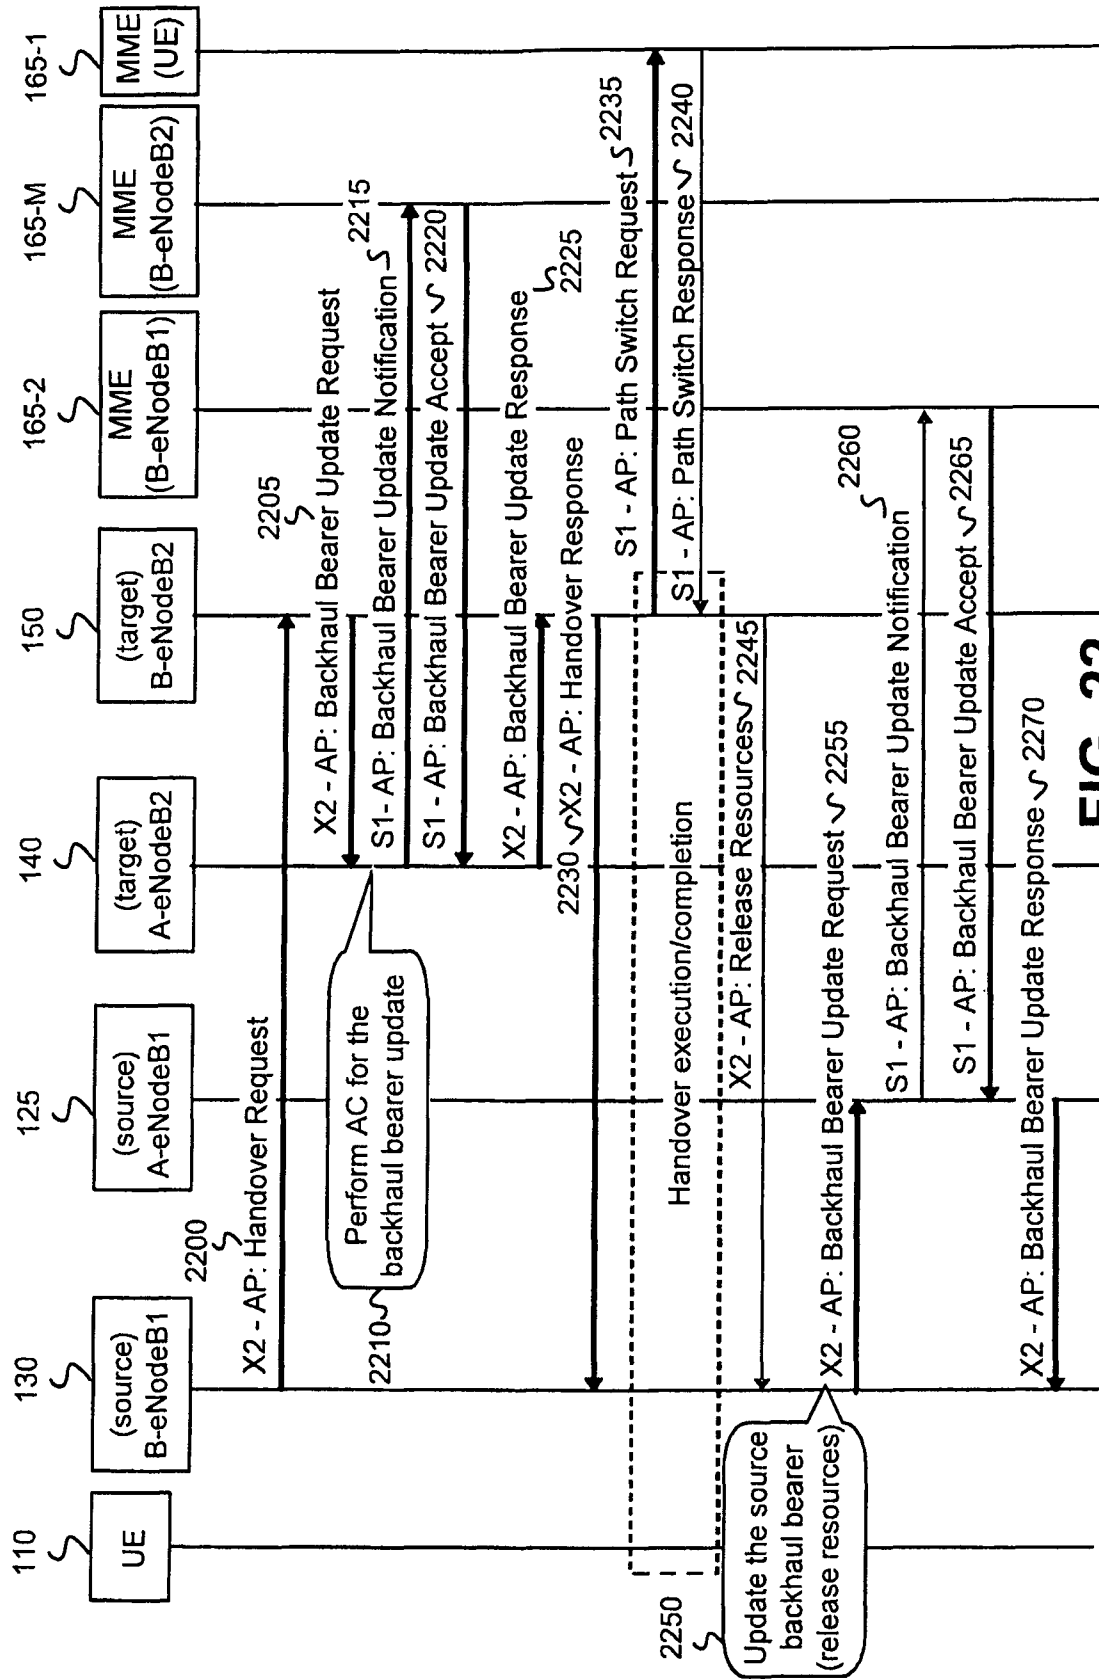 110
130
125
140
150
165-2
165-M
165-1
UE
(source)
B-eNodeB1
(source)
A-eNodeB1
(target)
A-eNodeB2
(target)
B-eNodeB2
MME
(B-eNodeB1)
MME
(B-eNodeB2)
MME
(UE)
2200
X2 - AP: Handover Request
2205
X2 - AP: Backhaul Bearer Update Request
2210
Perform AC for the
backhaul bearer update
S1- AP: Backhaul Bearer Update Notification
2215
S1 - AP: Backhaul Bearer Update Accept 2220
X2 - AP: Backhaul Bearer Update Response
2225
2230 X2 - AP: Handover Response
S1 - AP: Path Switch Request 2235
Handover execution/completion
S1 - AP: Path Switch Response 2240
X2 - AP: Release Resources 2245
2250
Update the source
backhaul bearer
(release resources)
X2 - AP: Backhaul Bearer Update Request 2255
S1 - AP: Backhaul Bearer Update Notification
2260
S1 - AP: Backhaul Bearer Update Accept 2265
X2 - AP: Backhaul Bearer Update Response 2270
FIG. 22